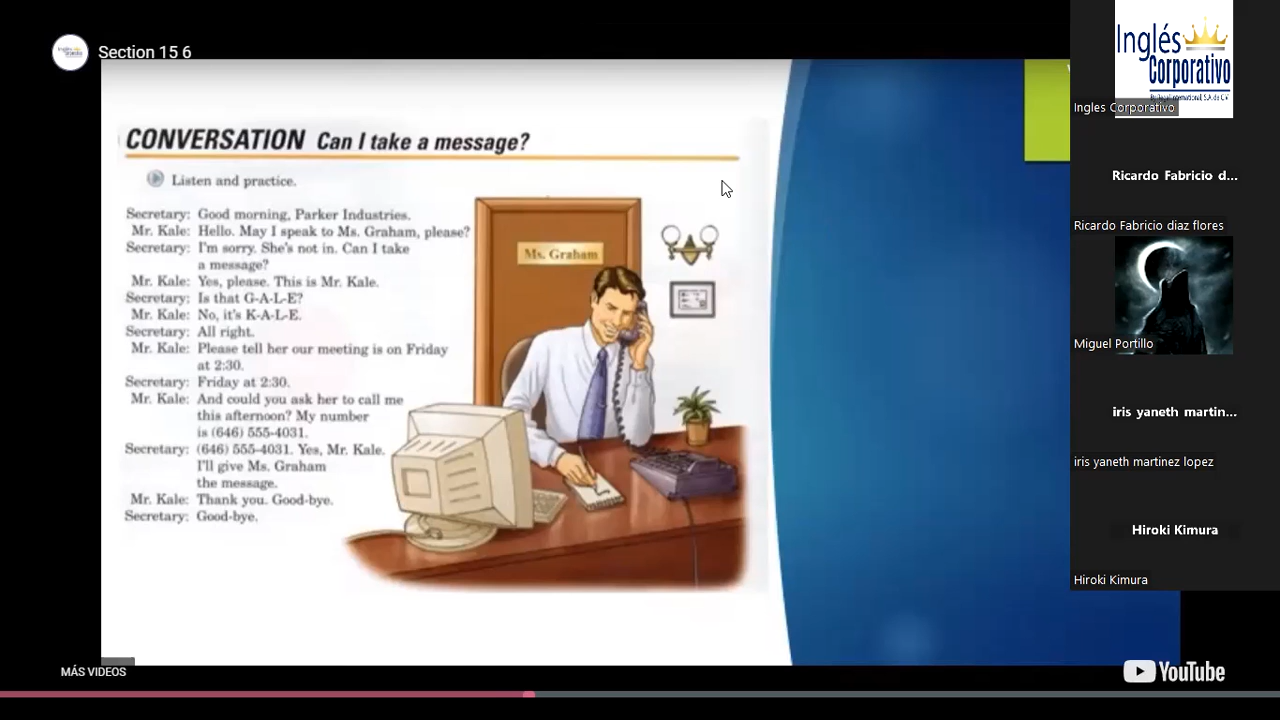 Section 15 6
CONVERSATION Can I take a message?
Listen and practice.
Secretary: Good morning, Parker Industries.
Mr. Kale: Hello. May I speak to Ms. Graham, please?
Secretary: I'm sorry. She's not in. Can I take
a message?
Mr. Kale: Yes, please. This is Mr. Kale.
Secretary: Is that G-A-L-E?
Mr. Kale: No, it's K-A-L-E.
Secretary: All right.
Mr. Kale: Please tell her our meeting is on Friday
at 2:30.
Secretary: Friday at 2:30.
Mr. Kale: And could you ask her to call me
this afternoon? My number
is (646) 555-4031.
Secretary: (646) 555-4031. Yes, Mr. Kale.
I'll give Ms. Graham
the message.
Mr. Kale: Thank you. Good-bye.
Secretary: Good-bye.
Ms. Graham
MÁS VIDEOS
YouTube
Inglés
Corporativo
Ingles Corporativo
Ricardo Fabricio d...
Ricardo Fabricio diaz flores
Miguel Portillo
iris yaneth martin...
iris yaneth martinez lopez
Hiroki Kimura
Hiroki Kimura